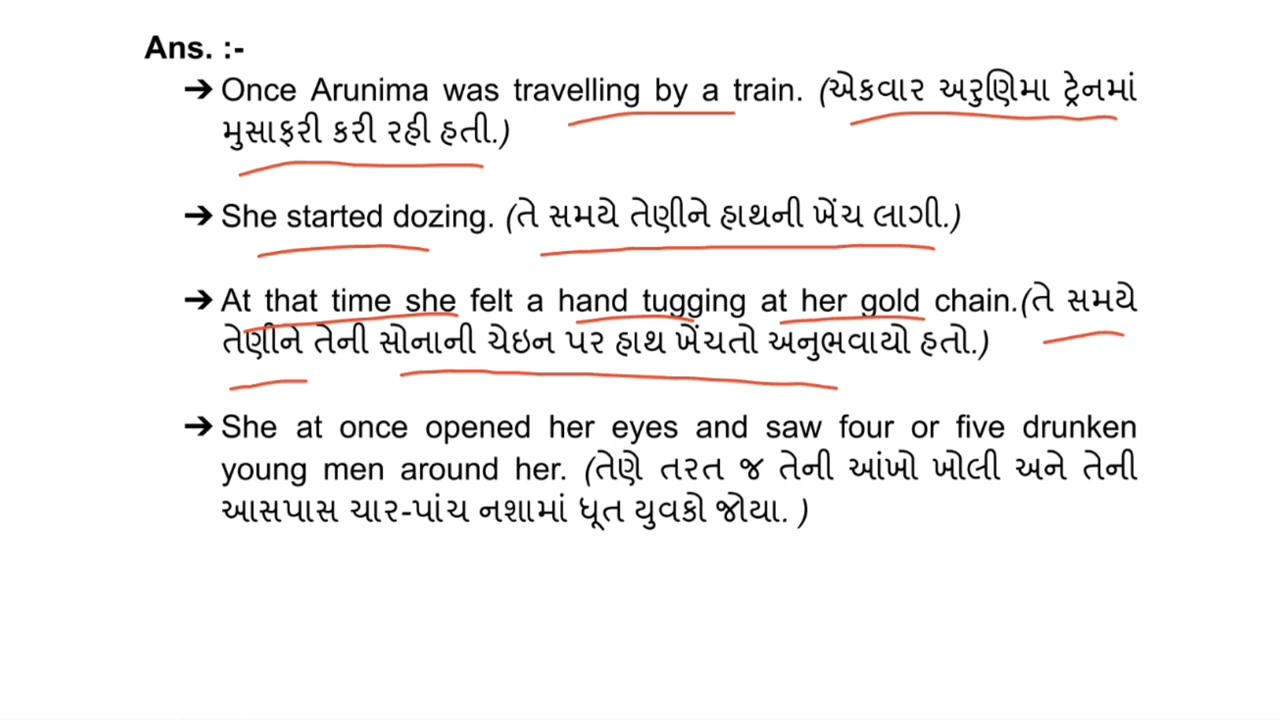 Ans. :-
➔ Once Arunima was travelling by a train. (એકવાર અરુણિમા ટ્રેનમાં
મુસાફરી કરી રહી હતી.)
➔ She started dozing. (તે સમયે તેણીને હાથની ખેંચ લાગી.)
➔ At that time she felt a hand tugging at her gold chain.(તે સમયે
તેણીને તેની સોનાની ચેઇન પર હાથ ખેંચતો અનુભવાયો હતો.)
➔ She at once opened her eyes and saw four or five drunken
young men around her. (તેણે તરત જ તેની આંખો ખોલી અને તેની
આસપાસ ચાર-પાંચ નશામાં ધૂત યુવકો જોયા. )